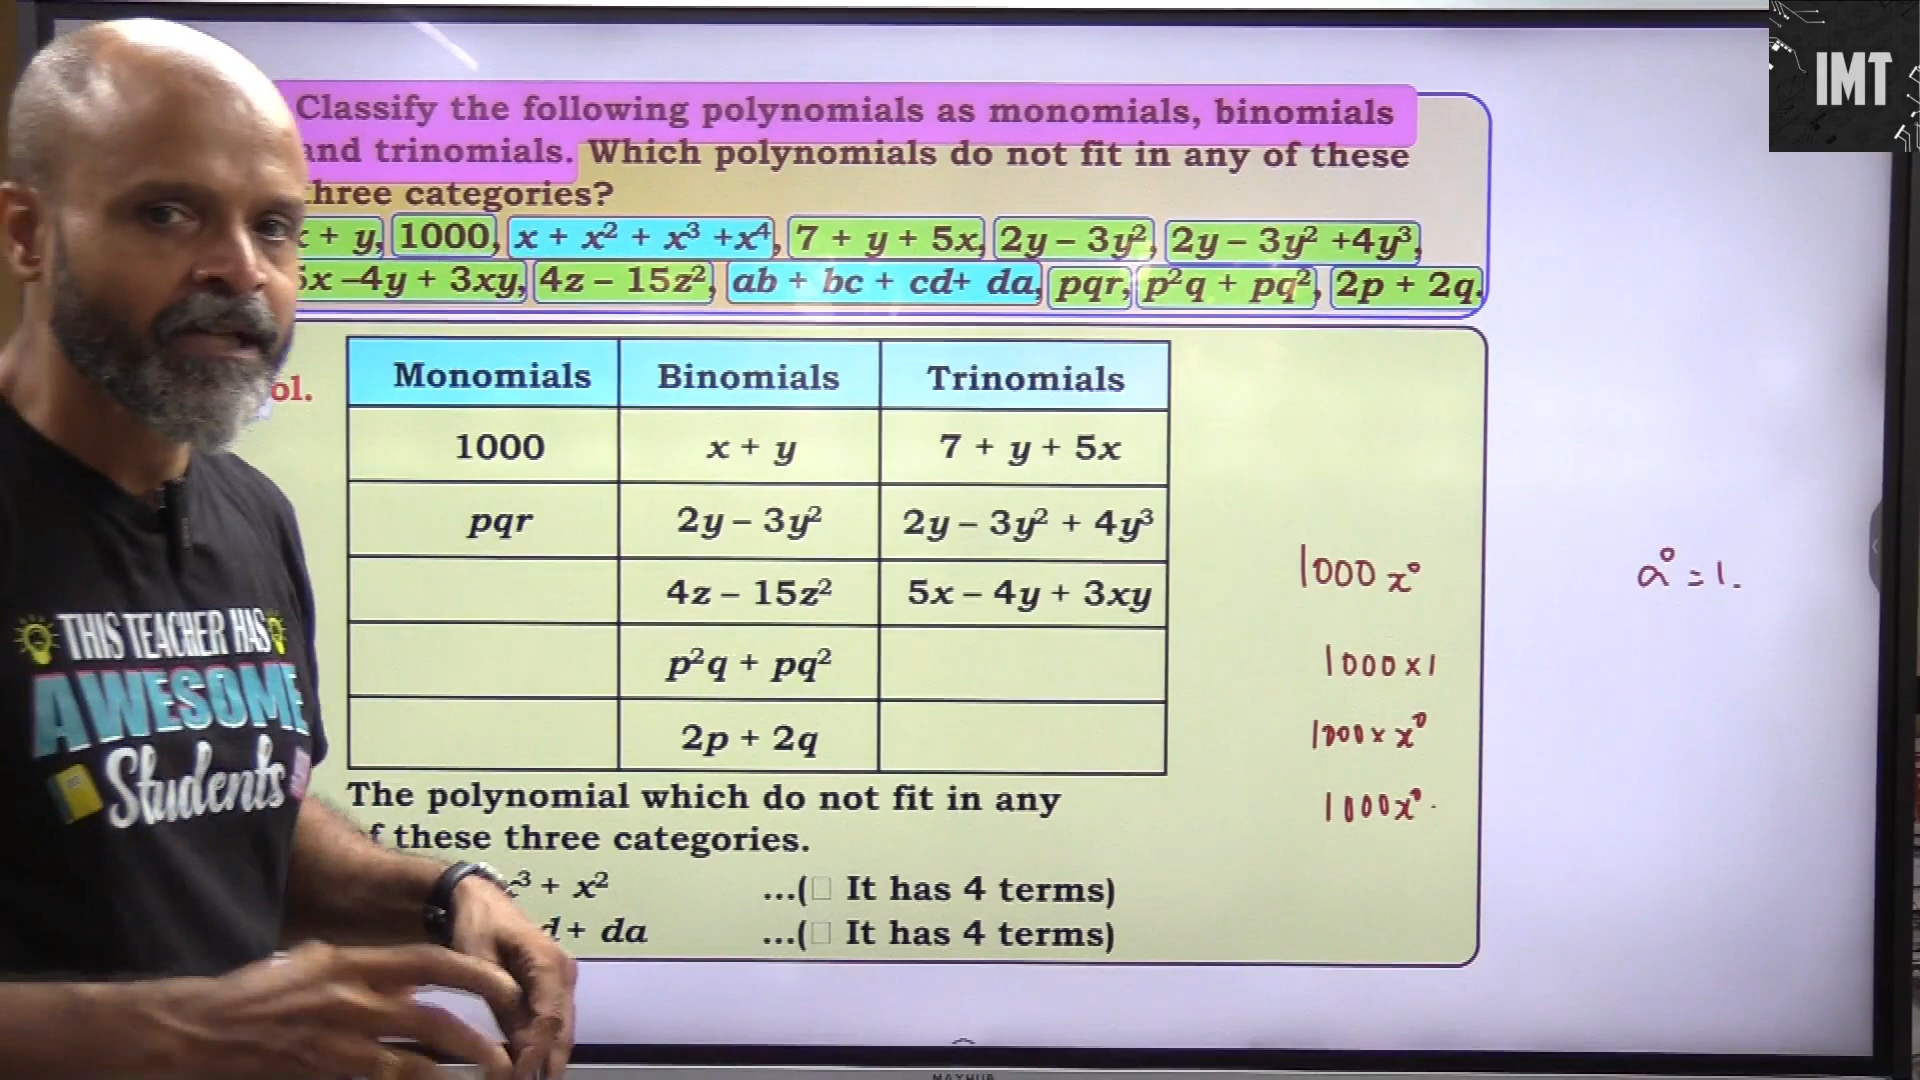 IMT
Classify the following polynomials as monomials, binomials
and trinomials. Which polynomials do not fit in any of these
three categories?
x + y, 1000, x + x² + x³ +x⁴, 7 + y + 5x, 2y – 3y², 2y – 3y² +4y³,
5x –4y + 3xy, 4z – 15z², ab + bc + cd+ da, pqr, p²q + pq², 2p + 2q.
ol.
Monomials Binomials Trinomials
1000 x + y 7 + y + 5x
pqr 2y – 3y² 2y – 3y² + 4y³
4z – 15z² 5x – 4y + 3xy
p²q + pq²
2p + 2q
The polynomial which do not fit in any
of these three categories.
³ + x² ...(□ It has 4 terms)
d+ da ...(□ It has 4 terms)
1000 x⁰
a⁰ = 1.
1000 × 1
1000 × x⁰
1000x⁰.
THIS TEACHER HAS
AWESOME
Students